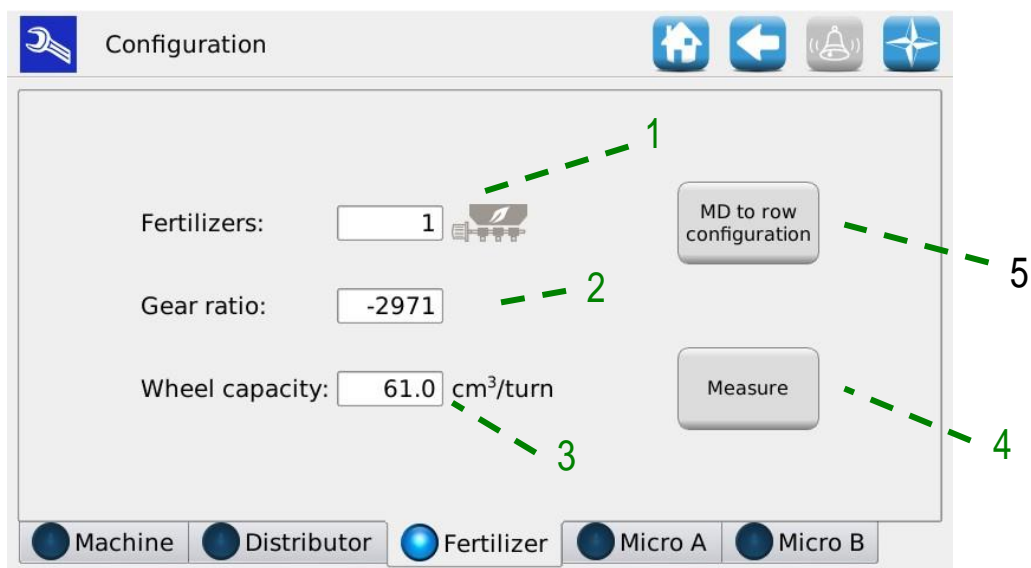 Configuration
1
Fertilizers: 1
MD to row
configuration
5
Gear ratio: -2971
2
Wheel capacity: 61.0 cm³/turn
Measure
3
4
Machine Distributor Fertilizer Micro A Micro B